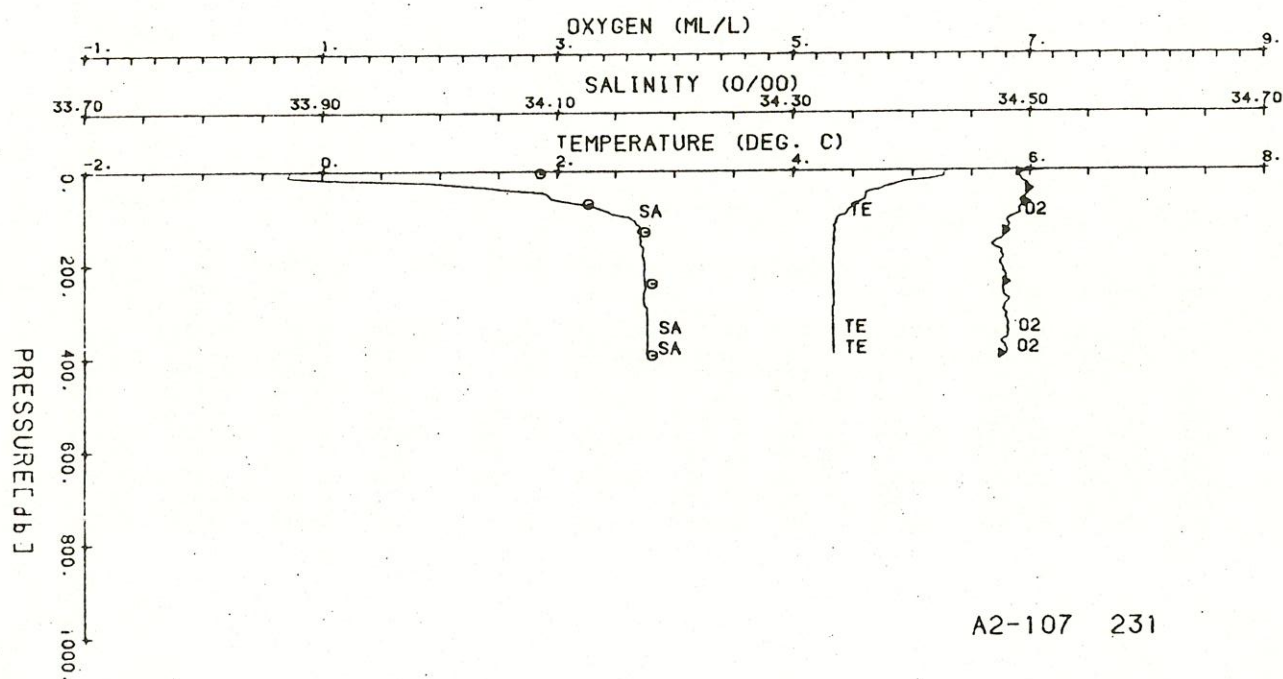 OXYGEN (ML/L)
-1. 1. 3. 5. 7. 9.
SALINITY (0/00)
33.70 33.90 34.10 34.30 34.50 34.70
TEMPERATURE (DEG. C)
-2. 0. 2. 4. 6. 8.
0.
SA TE O2
200.
SA TE O2
SA TE O2
400.
PRESSURE[db]
600.
800.
1000.
A2-107 231